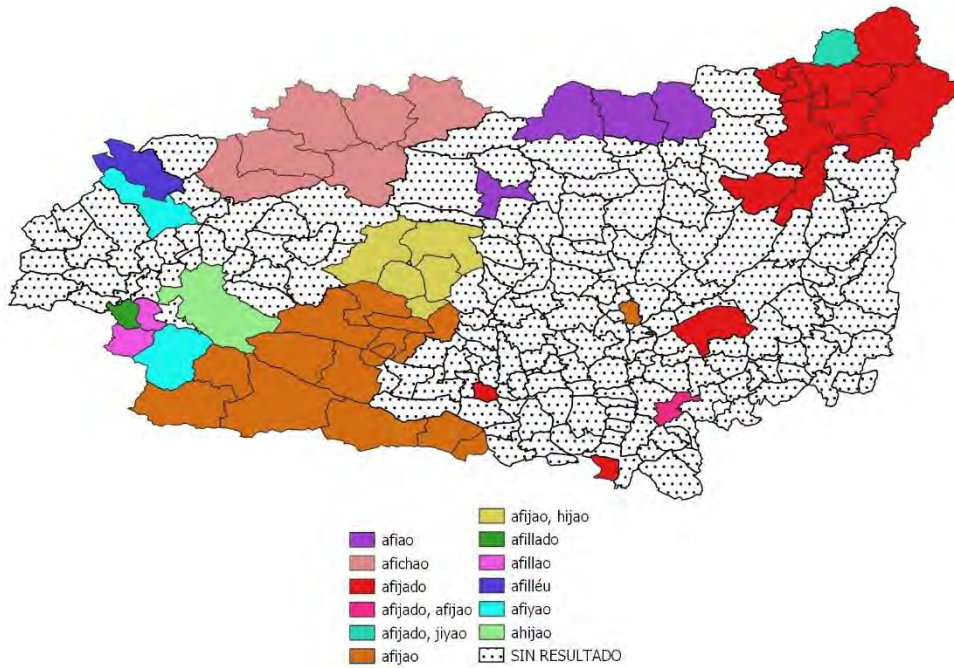 afiao
afichao
afijado
afijado, afijao
afijado, jiyao
afijao
afijao, hijao
afillado
afillao
afilléu
afiyao
ahijao
SIN RESULTADO